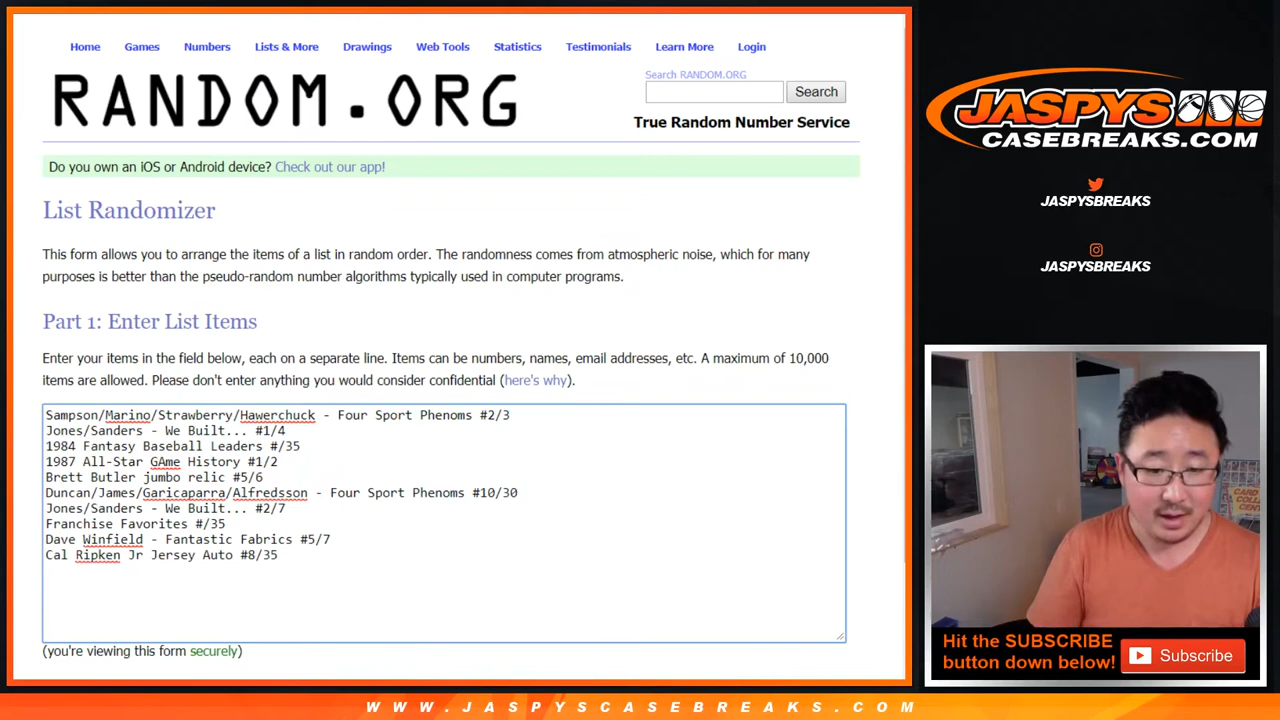 Home Games Numbers Lists & More Drawings Web Tools Statistics Testimonials Learn More Login
RANDOM.ORG
Search RANDOM.ORG
Search
True Random Number Service
Do you own an iOS or Android device? Check out our app!
List Randomizer
This form allows you to arrange the items of a list in random order. The randomness comes from atmospheric noise, which for many
purposes is better than the pseudo-random number algorithms typically used in computer programs.
Part 1: Enter List Items
Enter your items in the field below, each on a separate line. Items can be numbers, names, email addresses, etc. A maximum of 10,000
items are allowed. Please don't enter anything you would consider confidential (here's why).
Sampson/Marino/Strawberry/Hawerchuck - Four Sport Phenoms #2/3
Jones/Sanders - We Built... #1/4
1984 Fantasy Baseball Leaders #/35
1987 All-Star GAme History #1/2
Brett Butler jumbo relic #5/6
Duncan/James/Garicaparra/Alfredsson - Four Sport Phenoms #10/30
Jones/Sanders - We Built... #2/7
Franchise Favorites #/35
Dave Winfield - Fantastic Fabrics #5/7
Cal Ripken Jr Jersey Auto #8/35
(you're viewing this form securely)
JASPYS
CASEBREAKS.COM
JASPYSBREAKS
JASPYSBREAKS
CARD
COLLE
CENTE
Hit the SUBSCRIBE
button down below!
Subscribe
WWW.JASPYSCASEBREAKS.COM